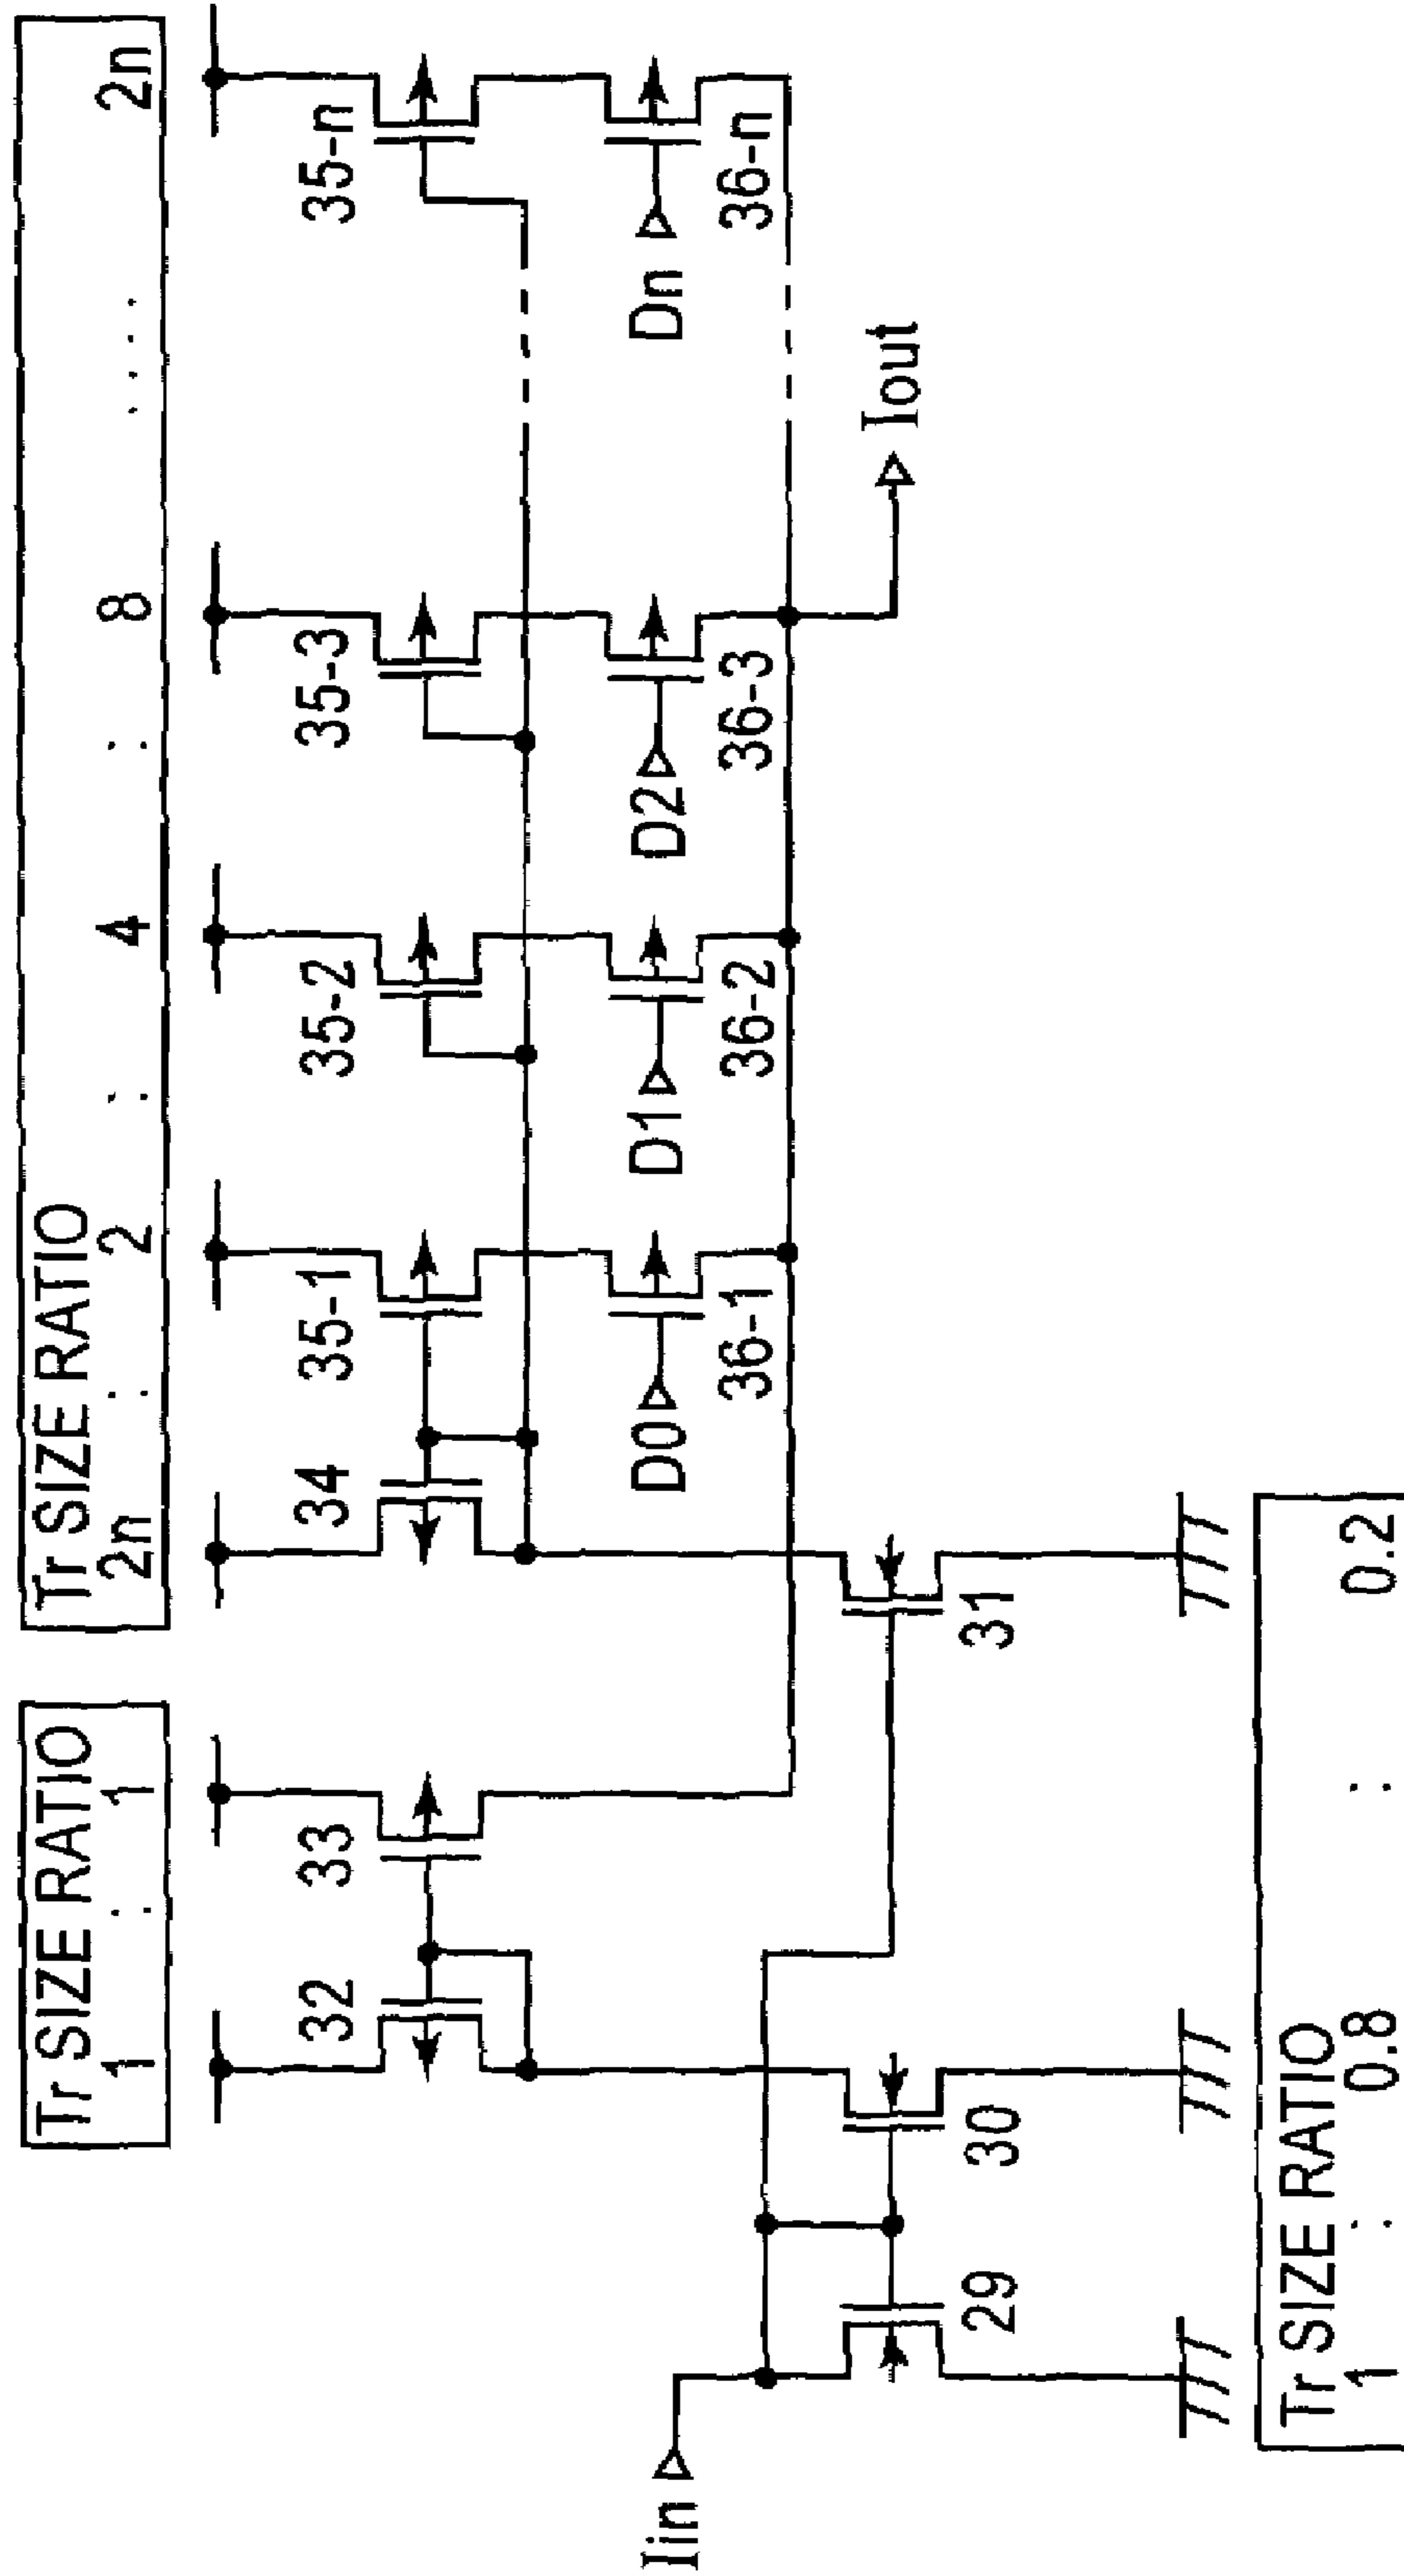 Tr SIZE RATIO
1 : 1
Tr SIZE RATIO
2n : 2 : 4 : 8 ....  2n
32 33 34 35-1 35-2 35-3 35-n
D0 D1 D2 Dn
36-1 36-2 36-3 36-n
Iin
Iout
29 30 31
Tr SIZE RATIO
1 : 0.8 : 0.2